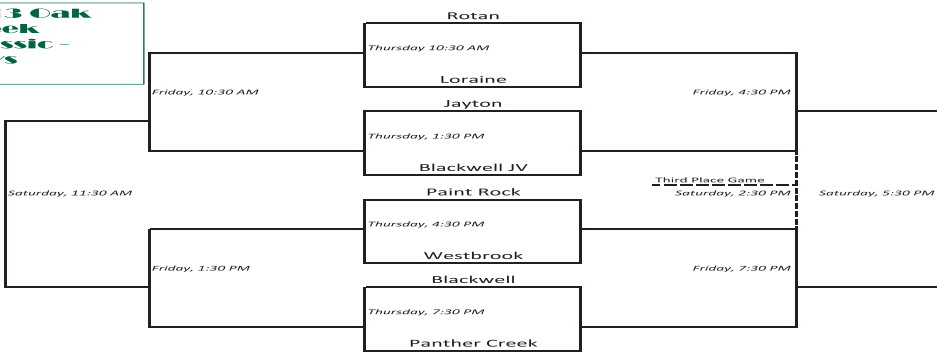 Oak
Rotan
Thursday 10:30 AM
Loraine
Friday, 10:30 AM
Friday, 4:30 PM
Jayton
Thursday, 1:30 PM
Blackwell JV
Third Place Game
Saturday, 11:30 AM
Paint Rock
Saturday, 2:30 PM
Saturday, 5:30 PM
Thursday, 4:30 PM
Westbrook
Friday, 1:30 PM
Friday, 7:30 PM
Blackwell
Thursday, 7:30 PM
Panther Creek